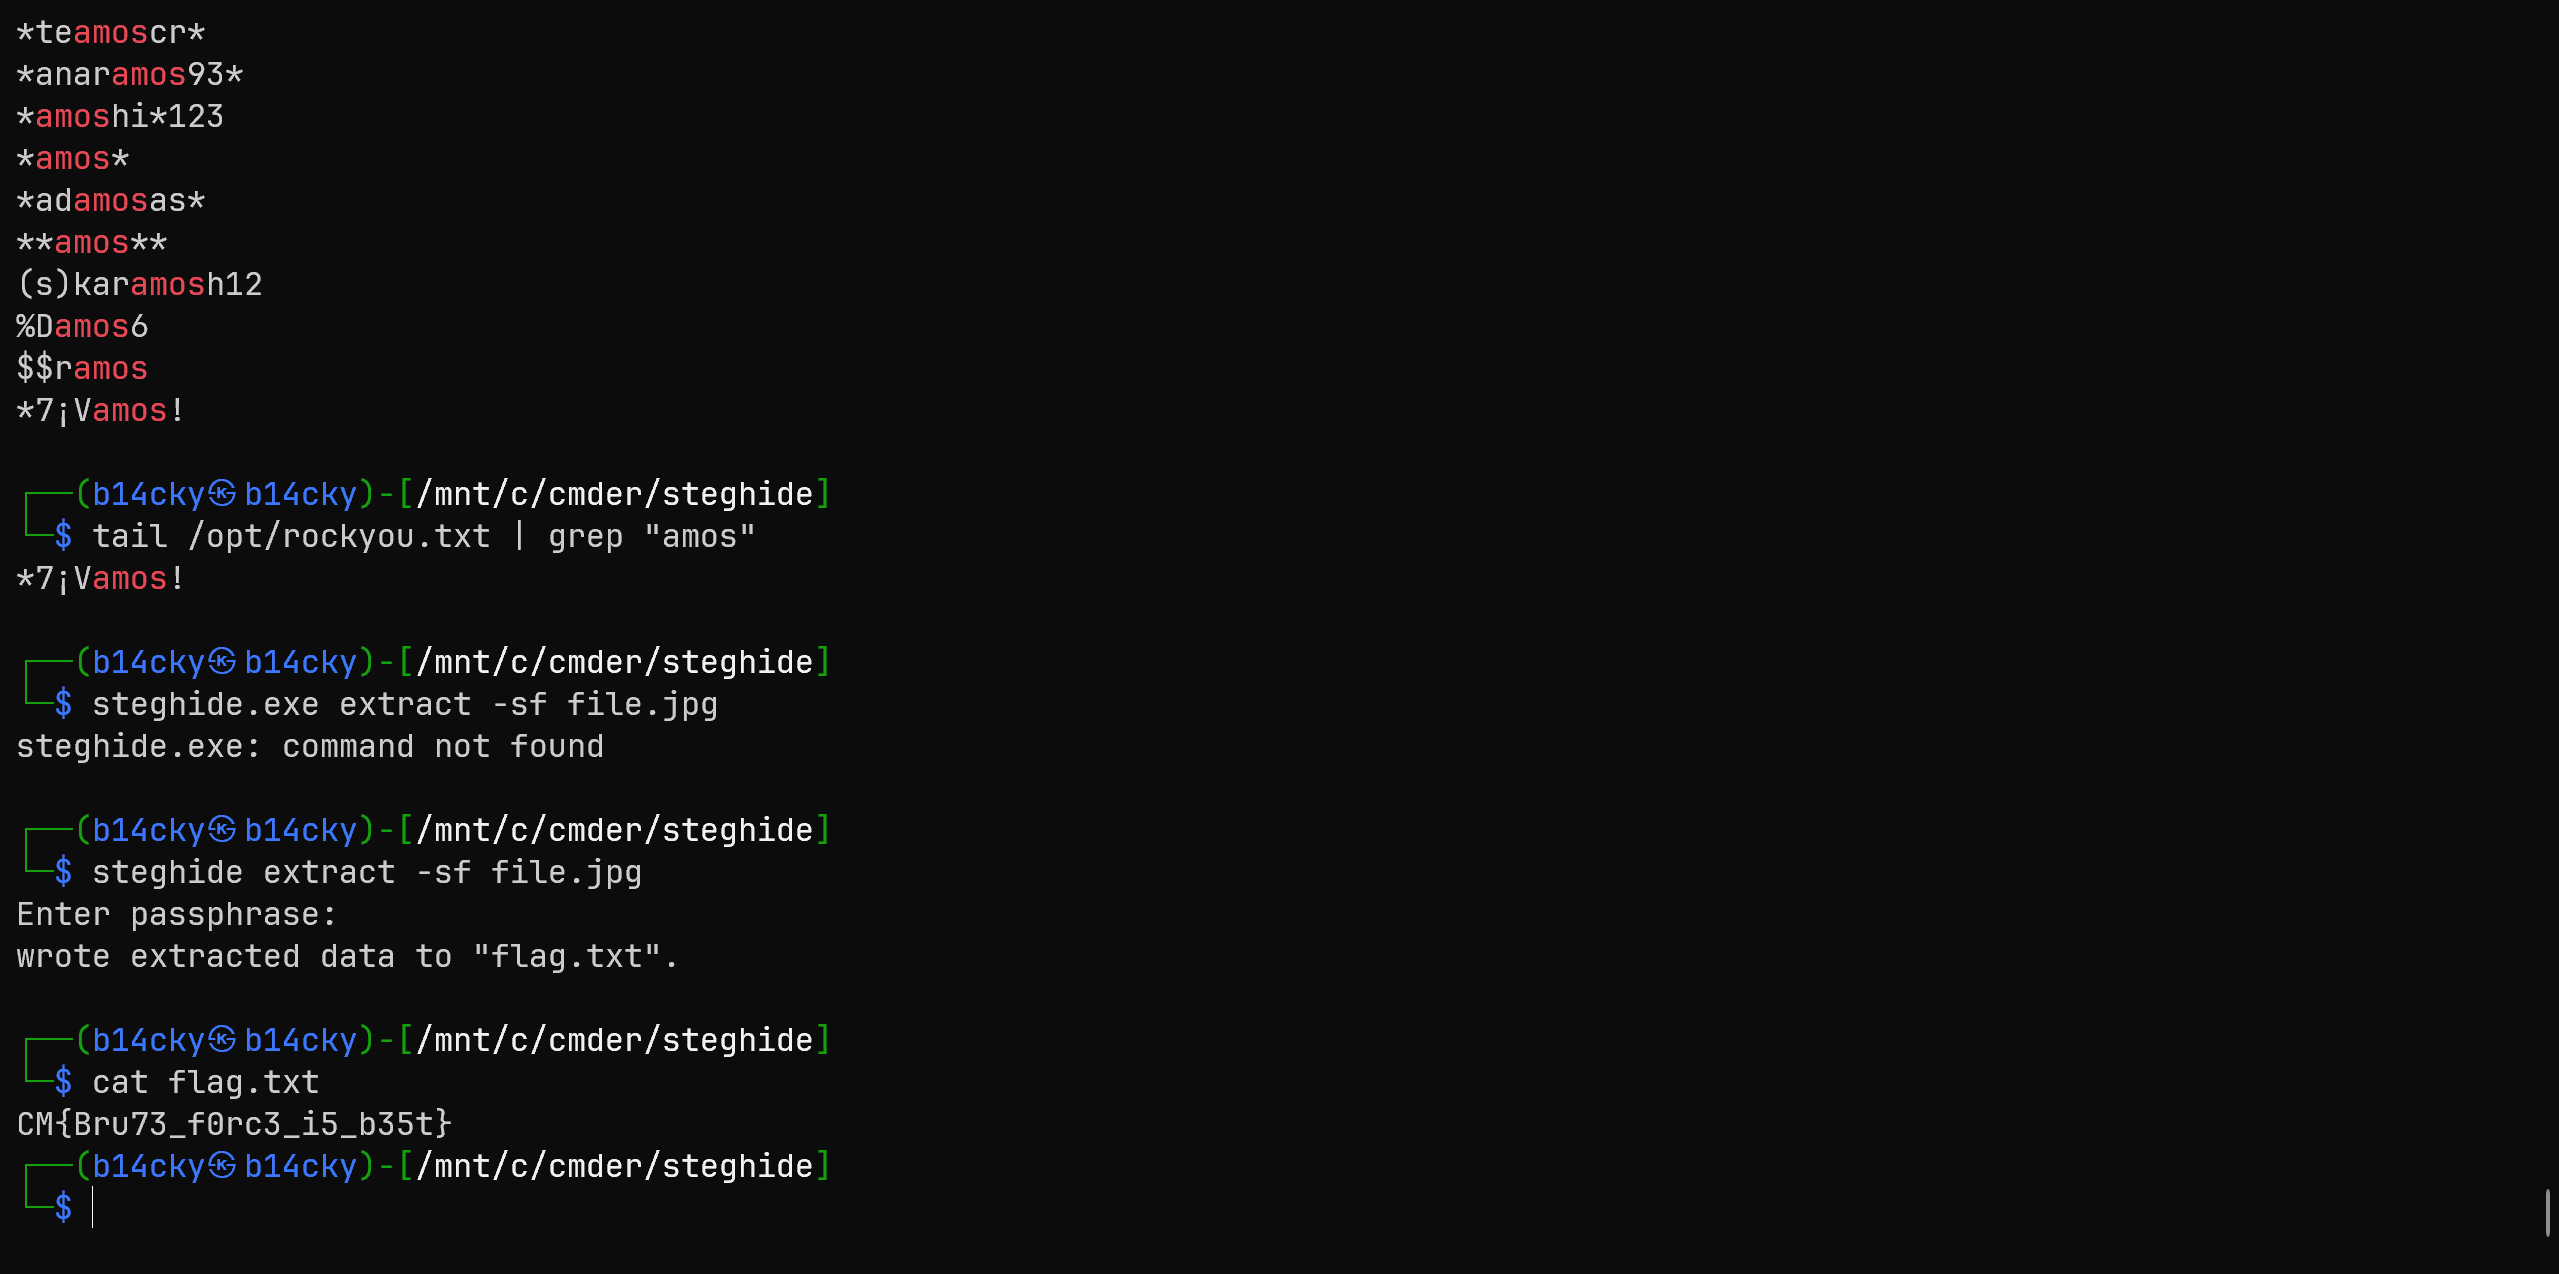 *teamoscr*
*anaramos93*
*amoshi*123
*amos*
*adamosas*
**amos**
(s)karamosh12
%Damos6
$$ramos
*7¡Vamos!
┌──(b14cky㉿b14cky)-[/mnt/c/cmder/steghide]
└─$ tail /opt/rockyou.txt | grep "amos"
*7¡Vamos!
┌──(b14cky㉿b14cky)-[/mnt/c/cmder/steghide]
└─$ steghide.exe extract -sf file.jpg
steghide.exe: command not found
┌──(b14cky㉿b14cky)-[/mnt/c/cmder/steghide]
└─$ steghide extract -sf file.jpg
Enter passphrase:
wrote extracted data to "flag.txt".
┌──(b14cky㉿b14cky)-[/mnt/c/cmder/steghide]
└─$ cat flag.txt
CM{Bru73_f0rc3_i5_b35t}
┌──(b14cky㉿b14cky)-[/mnt/c/cmder/steghide]
└─$